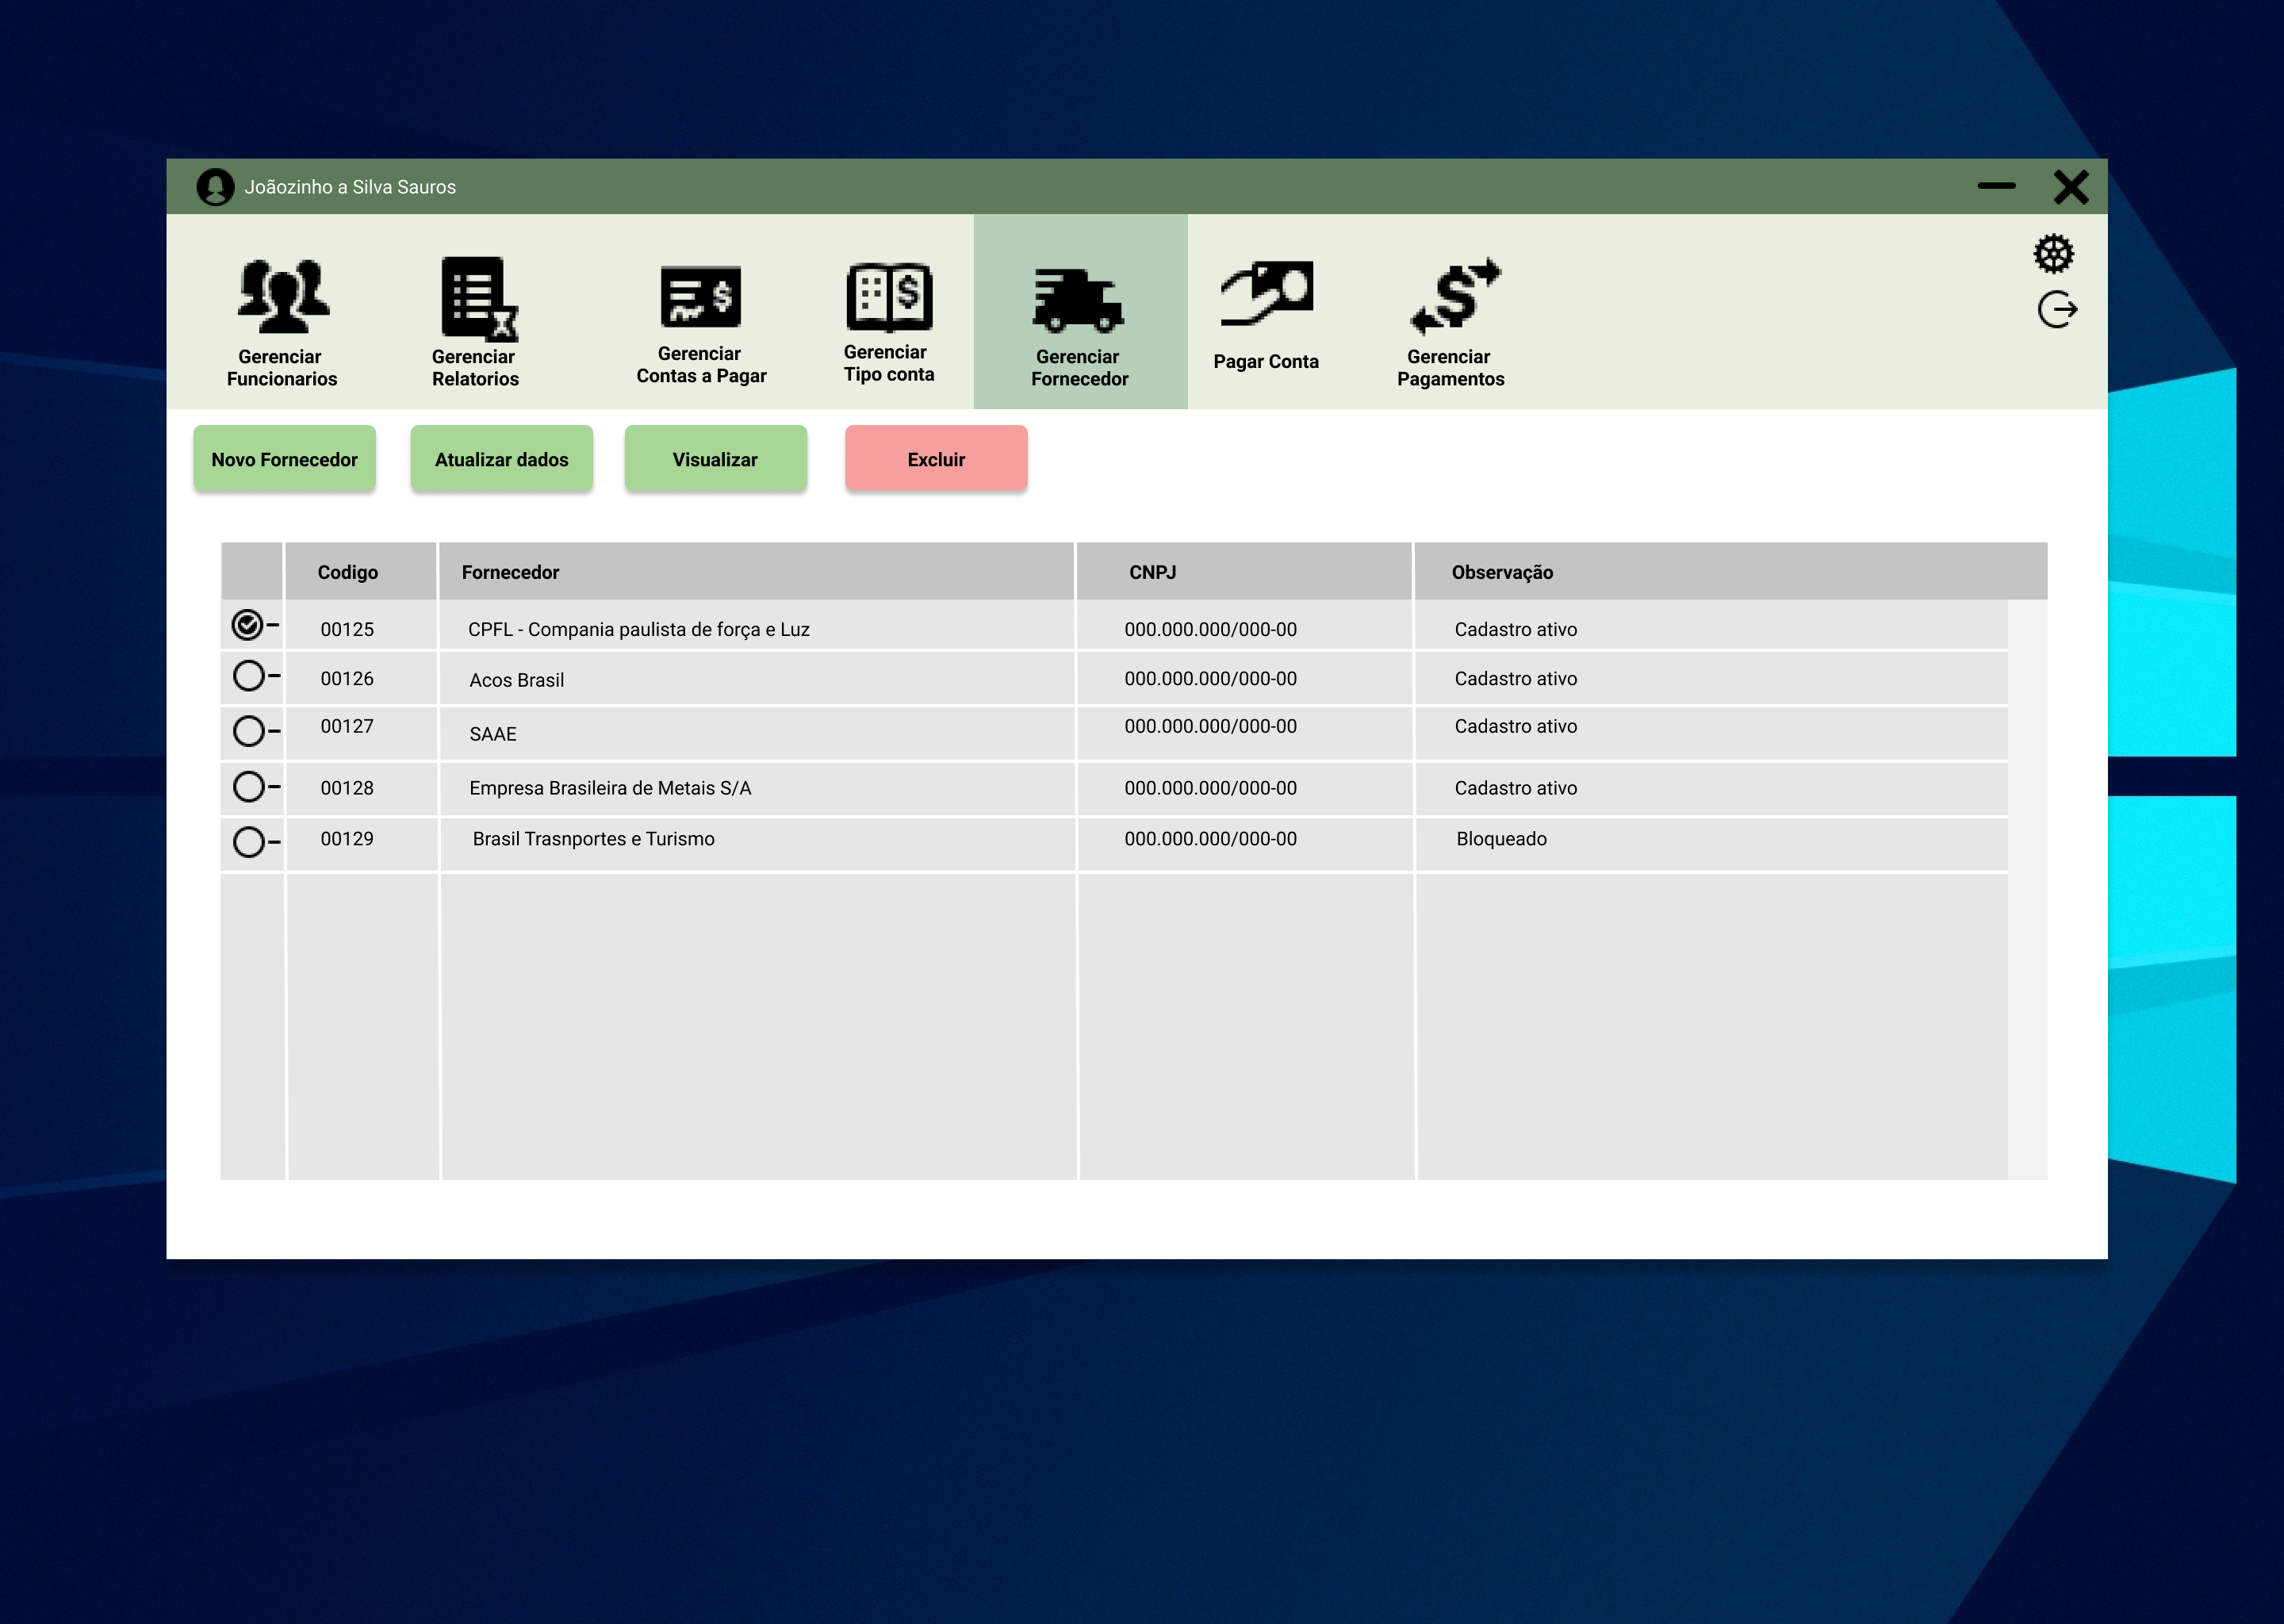 Joãozinho a Silva Sauros
Gerenciar
Funcionarios
Gerenciar
Relatorios
Gerenciar
Contas a Pagar
Gerenciar
Tipo conta
Gerenciar
Fornecedor
Pagar Conta
Gerenciar
Pagamentos
Novo Fornecedor
Atualizar dados
Visualizar
Excluir
Codigo Fornecedor CNPJ Observação
00125 CPFL - Compania paulista de força e Luz 000.000.000/000-00 Cadastro ativo
00126 Acos Brasil 000.000.000/000-00 Cadastro ativo
00127 SAAE 000.000.000/000-00 Cadastro ativo
00128 Empresa Brasileira de Metais S/A 000.000.000/000-00 Cadastro ativo
00129 Brasil Trasnportes e Turismo 000.000.000/000-00 Bloqueado